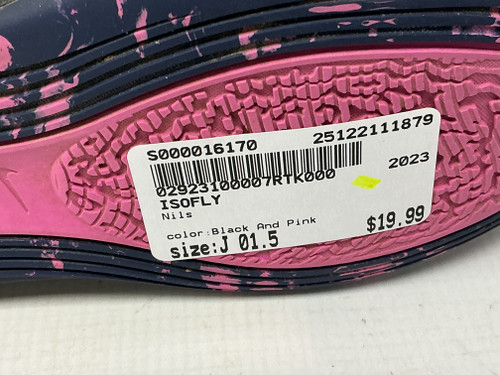 S000016170 25122111879
02923100007RTK000 2023
ISOFLY
Nils
color:Black And Pink
size:J 01.5 $19.99